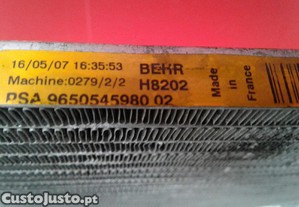 16/05/07 16:35:53 BEHR
Machine:0279/2/2 H8202
PSA 9650545980 02
Made in France
CustoJusto.pt